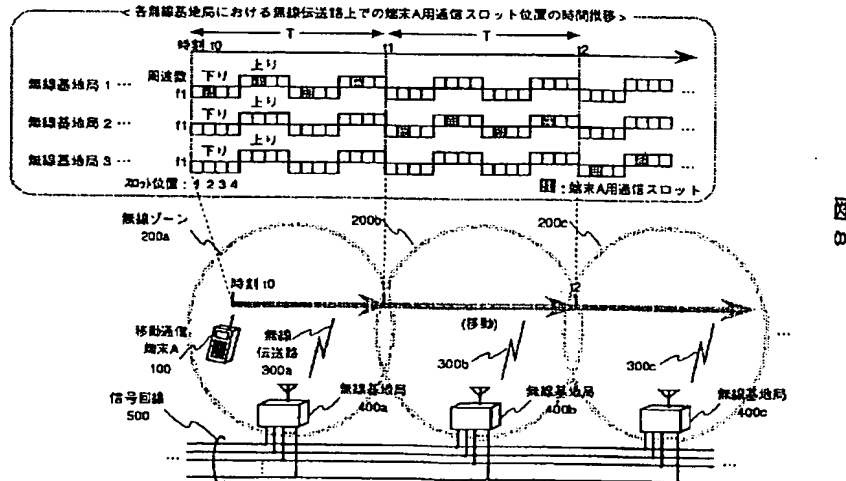 ＜各無線基地局における無線伝送路上での端末A用通信スロット位置の時間推移＞
T T
時刻 t0 t1 t2
無線基地局 1 … 周波数 f1 下り 上り …
無線基地局 2 … f1 下り 上り …
無線基地局 3 … f1 下り 上り …
スロット位置：1 2 3 4 ：端末A用通信スロット
図 8
無線ゾーン 200a 200b 200c
時刻 t0 t2
(移動)
移動通信端末A 100
無線伝送路 300a 300b 300c …
無線基地局 400a 無線基地局 400b 無線基地局 400c
信号回線 500
… …